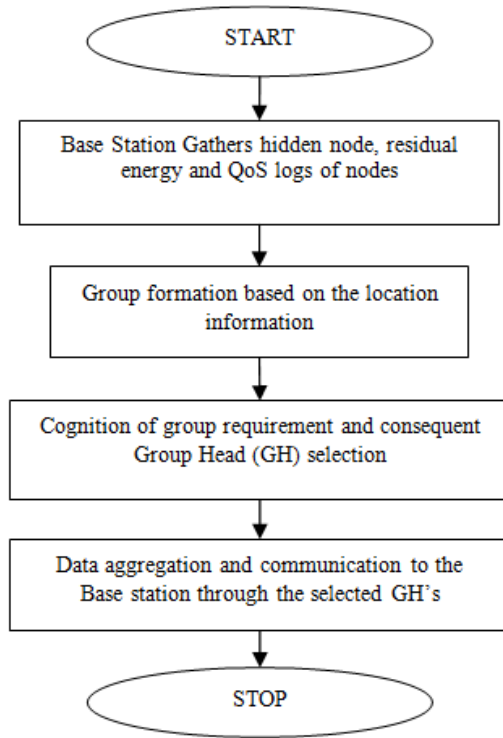 START
Base Station Gathers hidden node, residual
energy and QoS logs of nodes
Group formation based on the location
information
Cognition of group requirement and consequent
Group Head (GH) selection
Data aggregation and communication to the
Base station through the selected GH's
STOP